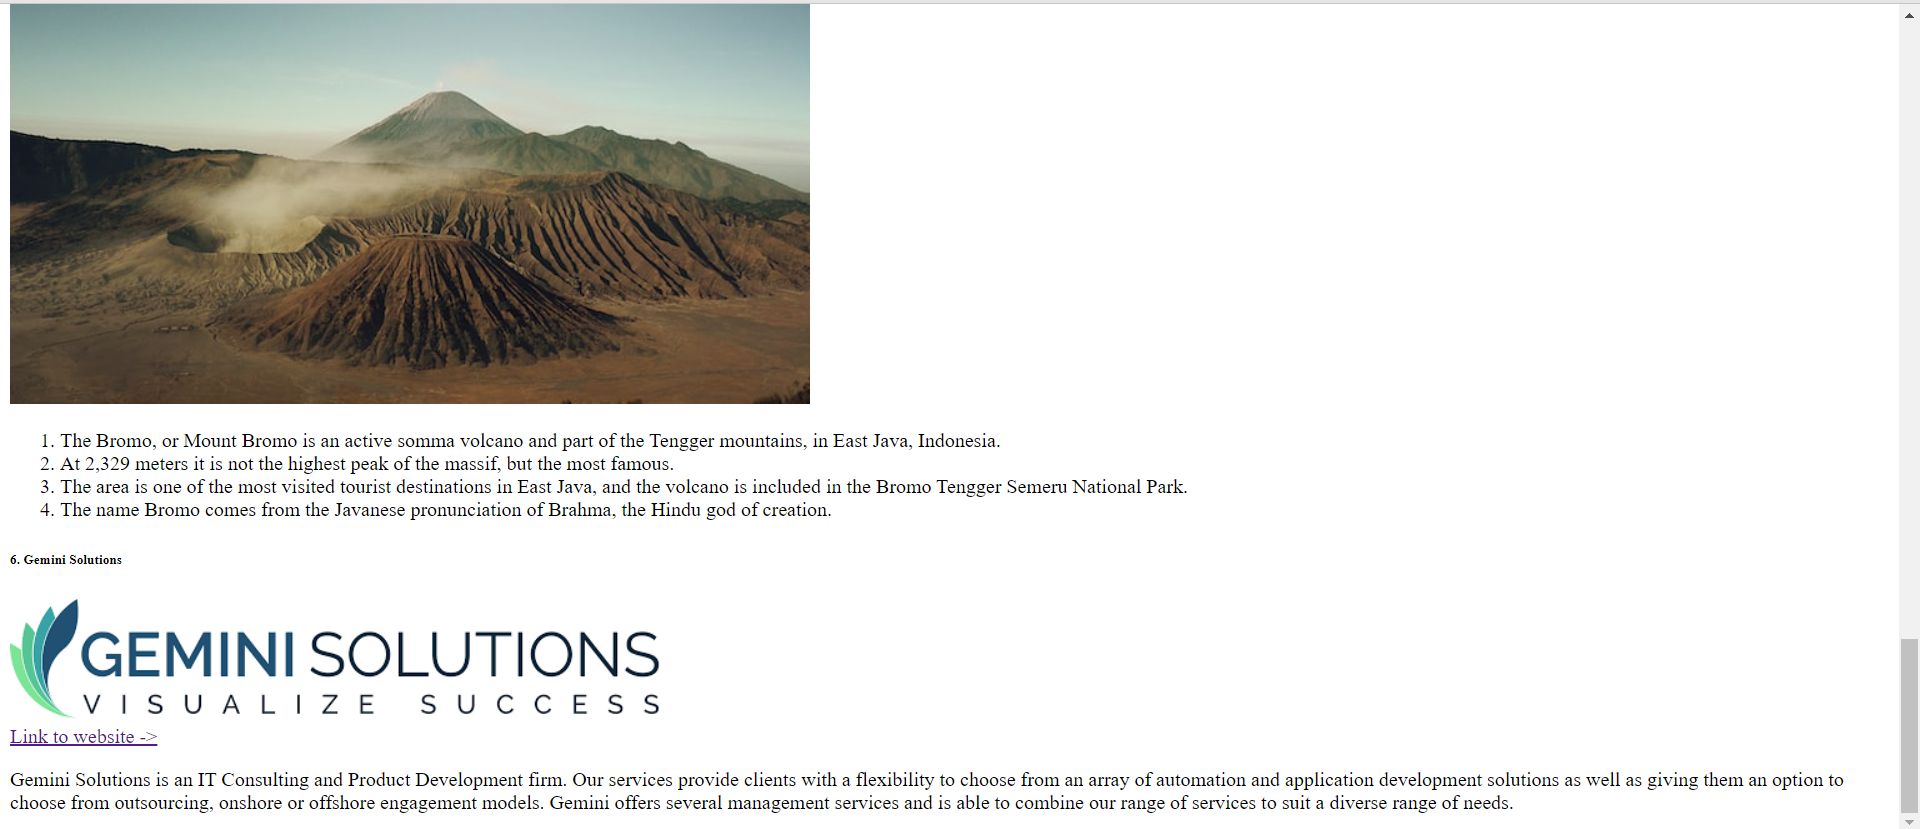 1. The Bromo, or Mount Bromo is an active somma volcano and part of the Tengger mountains, in East Java, Indonesia.
2. At 2,329 meters it is not the highest peak of the massif, but the most famous.
3. The area is one of the most visited tourist destinations in East Java, and the volcano is included in the Bromo Tengger Semeru National Park.
4. The name Bromo comes from the Javanese pronunciation of Brahma, the Hindu god of creation.
6. Gemini Solutions
GEMINI SOLUTIONS
VISUALIZE SUCCESS
Link to website ->
Gemini Solutions is an IT Consulting and Product Development firm. Our services provide clients with a flexibility to choose from an array of automation and application development solutions as well as giving them an option to
choose from outsourcing, onshore or offshore engagement models. Gemini offers several management services and is able to combine our range of services to suit a diverse range of needs.